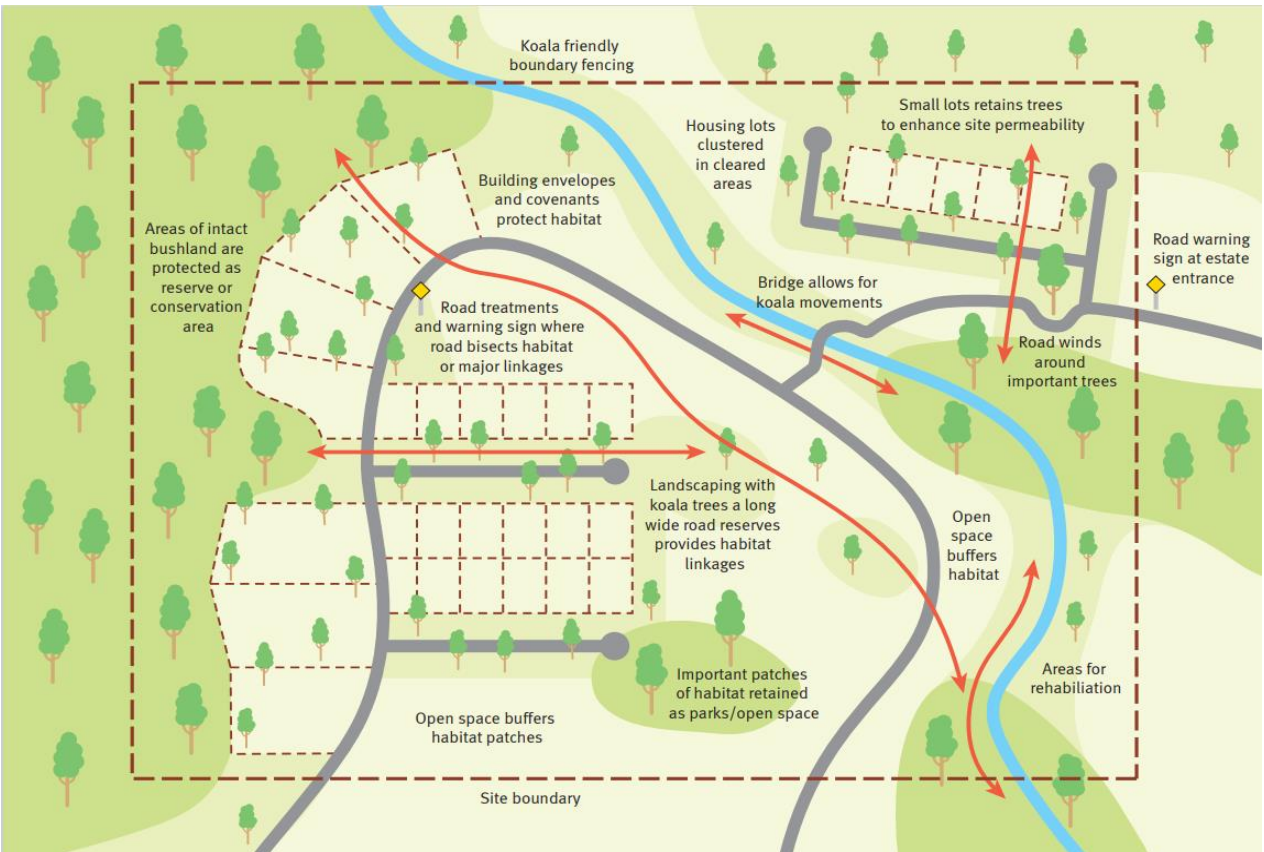 Koala friendly
boundary fencing
Small lots retains trees
to enhance site permeability
Housing lots
clustered
in cleared
areas
Building envelopes
and covenants
protect habitat
Areas of intact
bushland are
protected as
reserve or
conservation
area
Road warning
sign at estate
entrance
Bridge allows for
koala movements
Road treatments
and warning sign where
road bisects habitat
or major linkages
Road winds
around
important trees
Landscaping with
koala trees a long
wide road reserves
provides habitat
linkages
Open
space
buffers
habitat
Important patches
of habitat retained
as parks/open space
Areas for
rehabiliation
Open space buffers
habitat patches
Site boundary